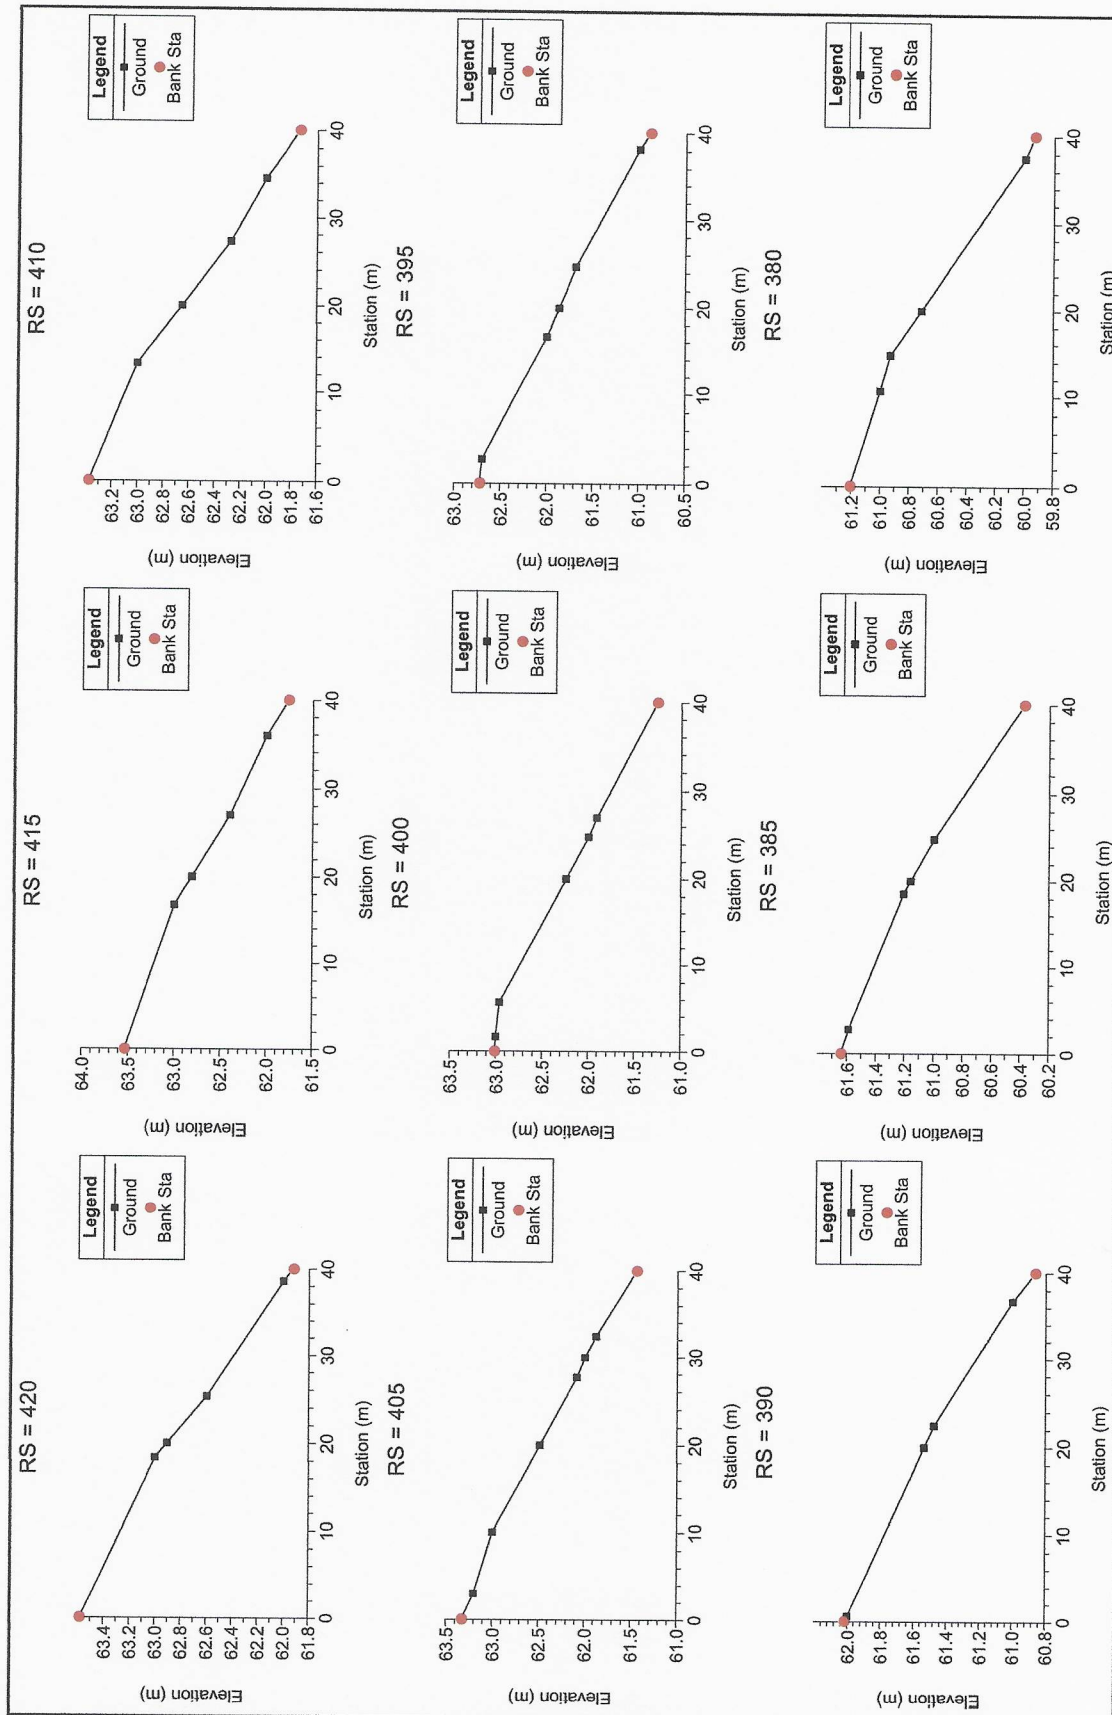 RS = 420
Elevation (m)
63.4
63.2
63.0
62.8
62.6
62.4
62.2
62.0
61.8
0
10
20
30
40
Station (m)
Legend
Ground
Bank Sta
RS = 415
Elevation (m)
64.0
63.5
63.0
62.5
62.0
61.5
0
10
20
30
40
Station (m)
Legend
Ground
Bank Sta
RS = 410
Elevation (m)
63.2
63.0
62.8
62.6
62.4
62.2
62.0
61.8
61.6
0
10
20
30
40
Station (m)
Legend
Ground
Bank Sta
RS = 405
Elevation (m)
63.5
63.0
62.5
62.0
61.5
61.0
0
10
20
30
40
Station (m)
Legend
Ground
Bank Sta
RS = 400
Elevation (m)
63.5
63.0
62.5
62.0
61.5
61.0
0
10
20
30
40
Station (m)
Legend
Ground
Bank Sta
RS = 395
Elevation (m)
63.0
62.5
62.0
61.5
61.0
60.5
0
10
20
30
40
Station (m)
Legend
Ground
Bank Sta
RS = 390
Elevation (m)
62.0
61.8
61.6
61.4
61.2
61.0
60.8
0
10
20
30
40
Station (m)
Legend
Ground
Bank Sta
RS = 385
Elevation (m)
61.6
61.4
61.2
61.0
60.8
60.6
60.4
60.2
0
10
20
30
40
Station (m)
Legend
Ground
Bank Sta
RS = 380
Elevation (m)
61.2
61.0
60.8
60.6
60.4
60.2
60.0
59.8
0
10
20
30
40
Station (m)
Legend
Ground
Bank Sta